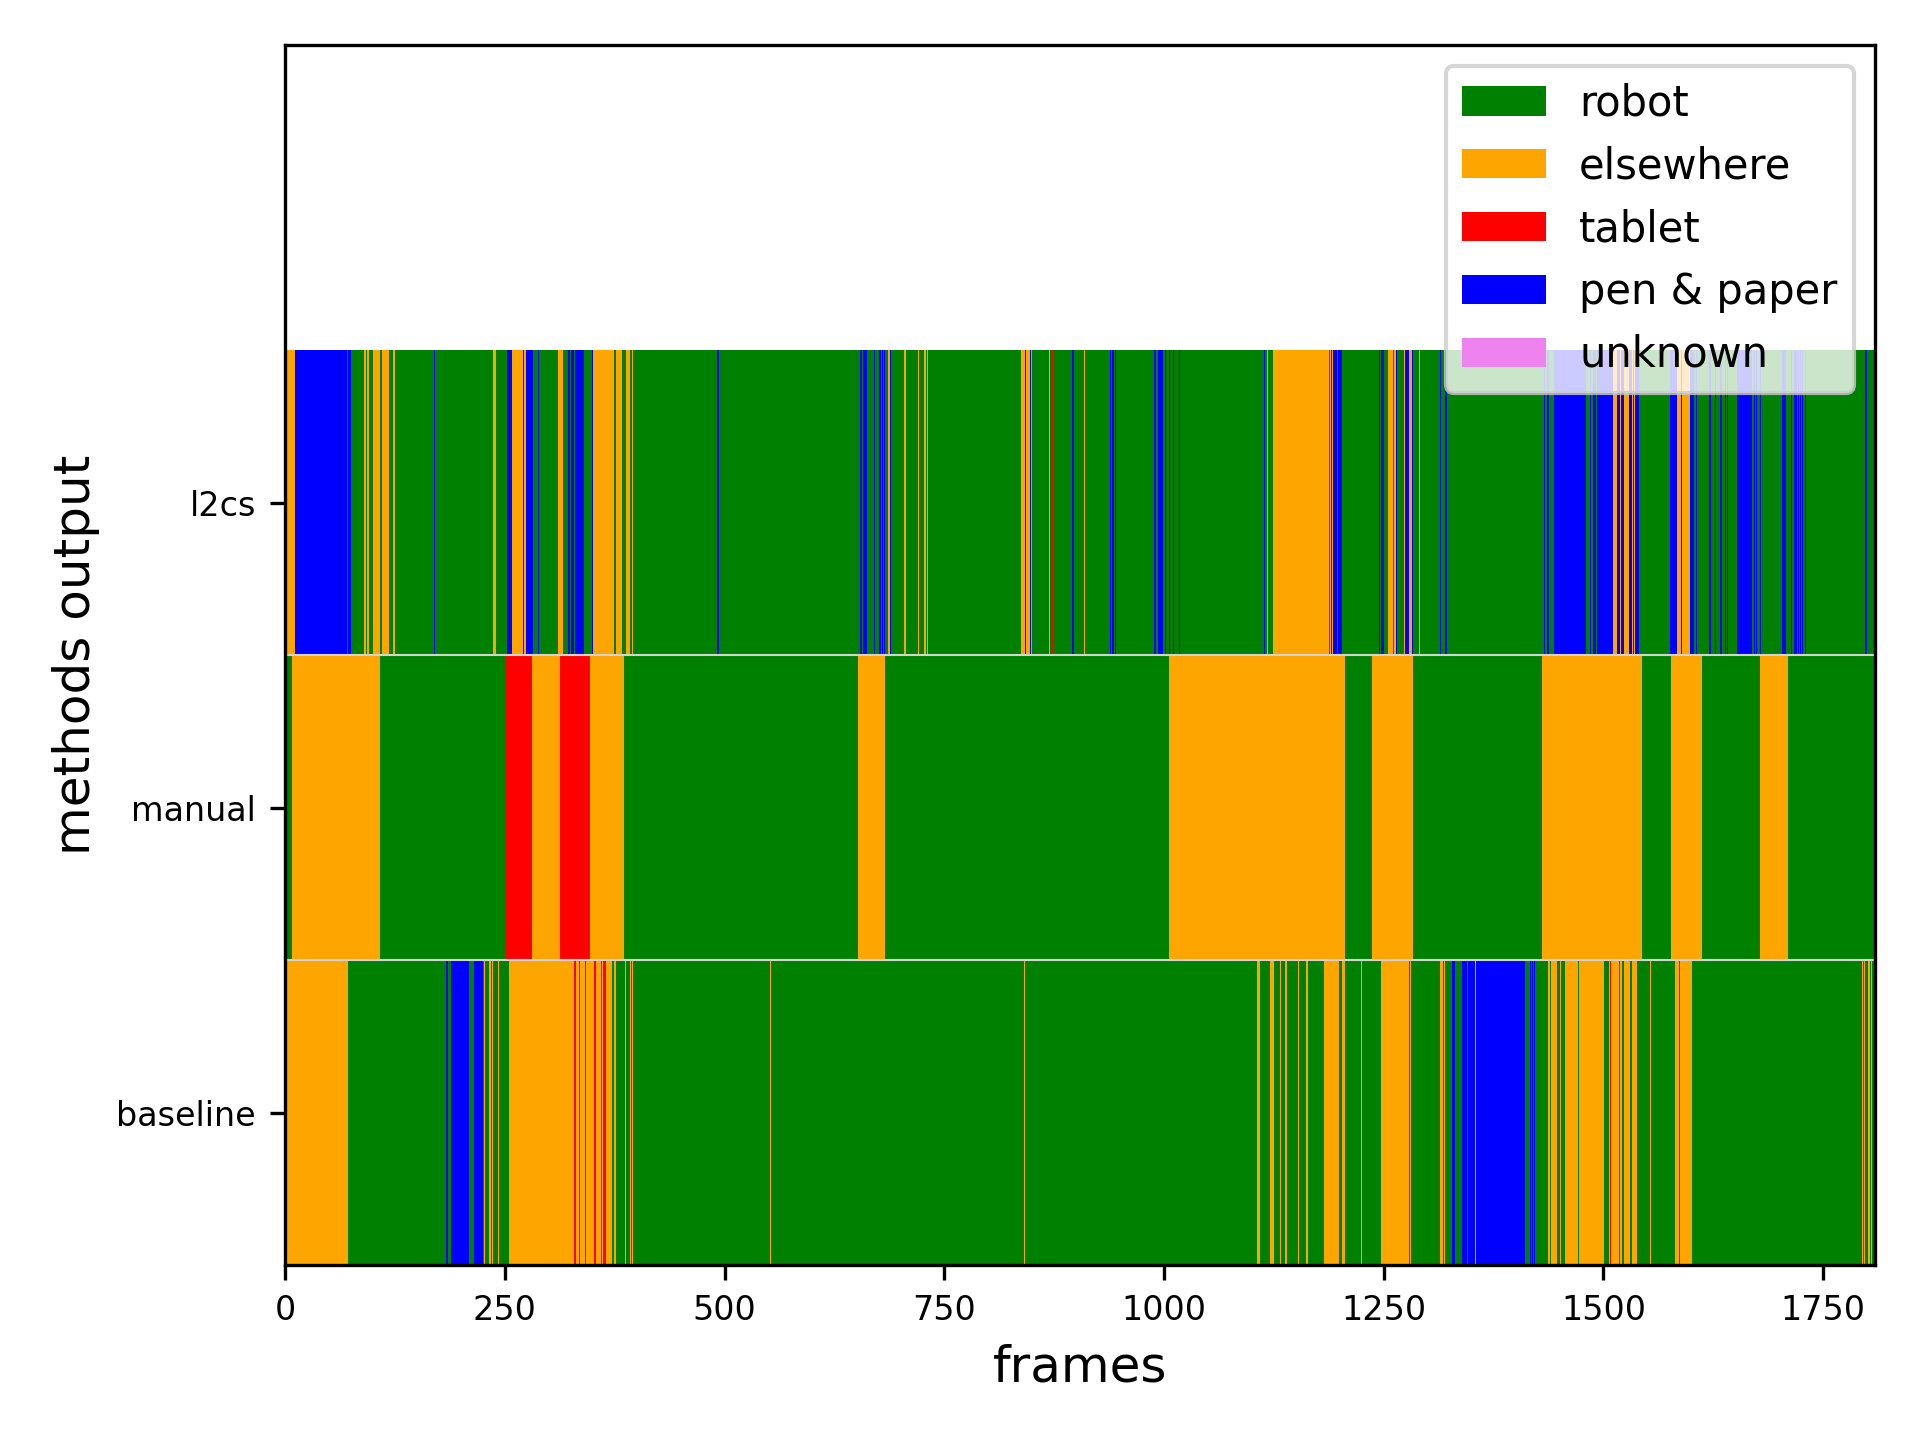 robot
elsewhere
tablet
pen & paper
unknown
methods output
l2cs
manual
baseline
0 250 500 750 1000 1250 1500 1750
frames